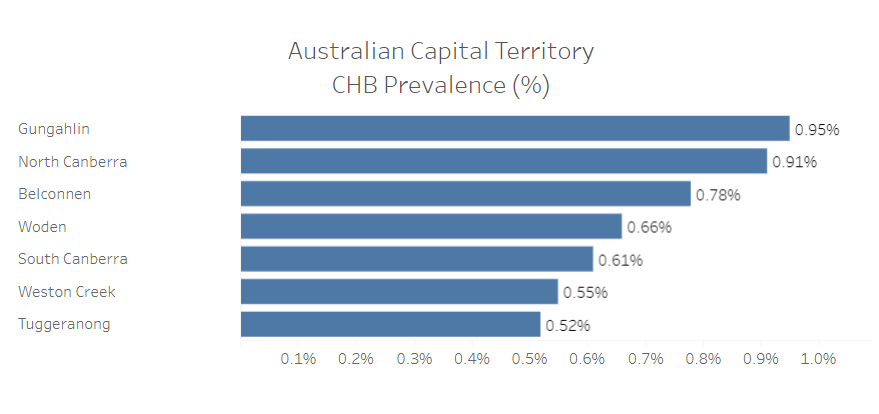 Australian Capital Territory
CHB Prevalence (%)
Gungahlin 0.95%
North Canberra 0.91%
Belconnen 0.78%
Woden 0.66%
South Canberra 0.61%
Weston Creek 0.55%
Tuggeranong 0.52%
0.1% 0.2% 0.3% 0.4% 0.5% 0.6% 0.7% 0.8% 0.9% 1.0%